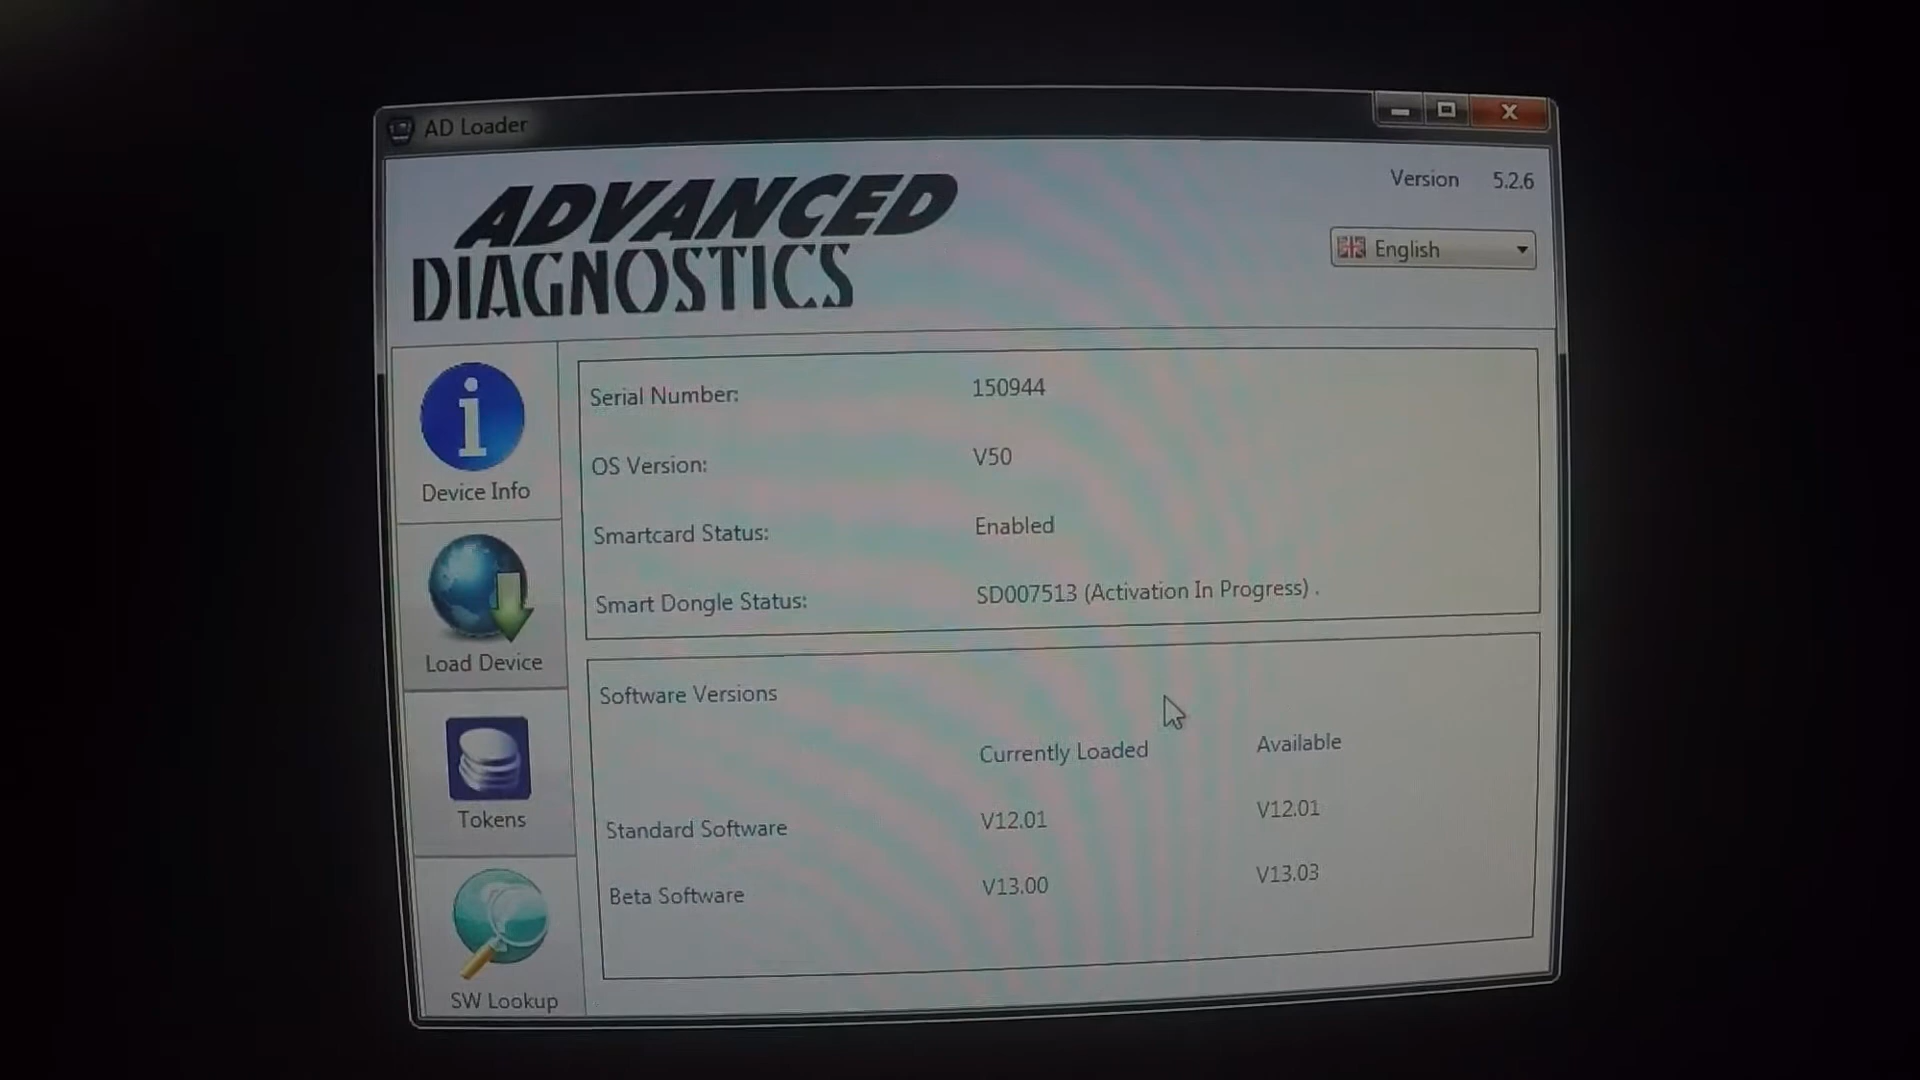 AD Loader
ADVANCED
DIAGNOSTICS
Version 5.2.6
English
Device Info
Load Device
Tokens
SW Lookup
Serial Number: 150944
OS Version: V50
Smartcard Status: Enabled
Smart Dongle Status: SD007513 (Activation In Progress) .
Software Versions
Currently Loaded Available
Standard Software V12.01 V12.01
Beta Software V13.00 V13.03